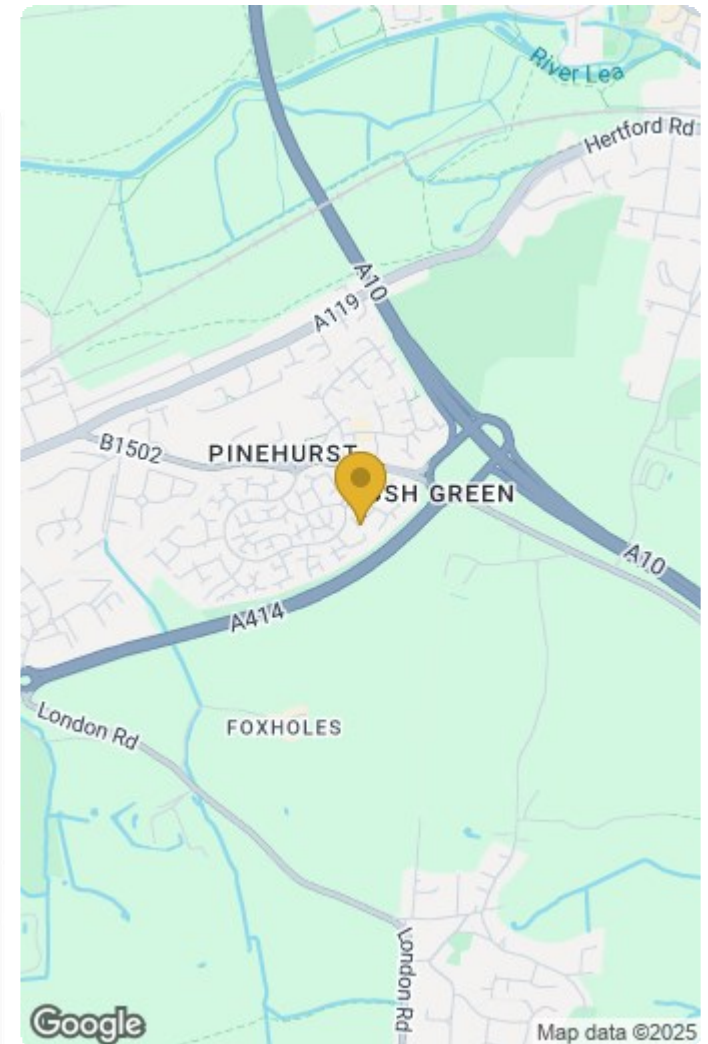 River Lea
Hertford Rd
A10
A119
B1502
PINEHURST
SH GREEN
A10
A414
London Rd
FOXHOLES
London Rd
Google
Map data ©2025